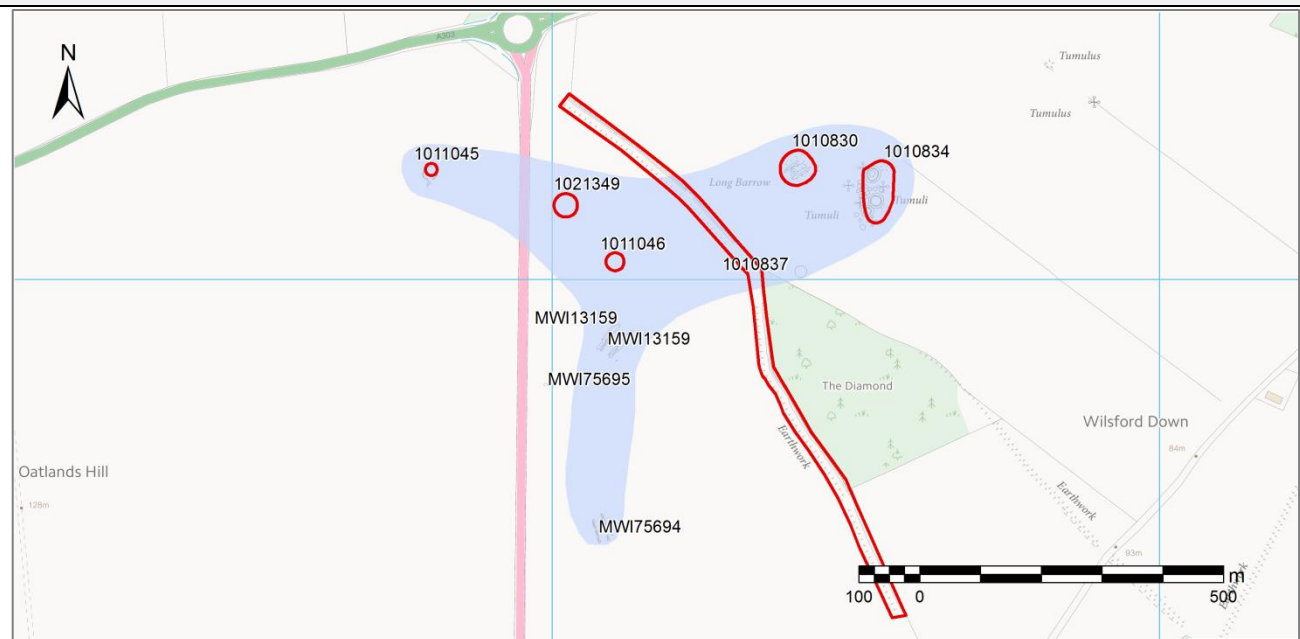 N
A303
Tumulus
Tumulus
1011045
1010830
1010834
1021349
Long Barrow
Tumuli
Tumuli
1011046
1010837
MWI13159
MWI13159
MWI75695
The Diamond
Wilsford Down
Earthwork
84m
Oatlands Hill
128m
Earthwork
MWI75694
93m
Earthwork
m
100 0 500